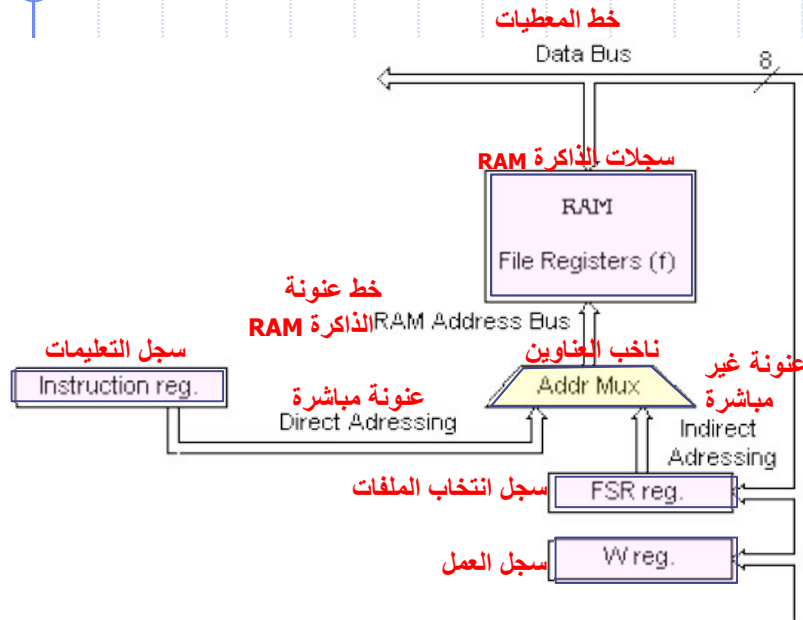 خط المعطيات
Data Bus
8
سجلات الذاكرة RAM
RAM
File Registers (f)
خط عنونة
الذاكرة RAM
RAM Address Bus
سجل التعليمات
Instruction reg.
ناخب العناوين
Addr Mux
عنونة غير
مباشرة
عنونة مباشرة
Direct Adressing
Indirect
Adressing
سجل انتخاب الملفات
FSR reg.
سجل العمل
W reg.